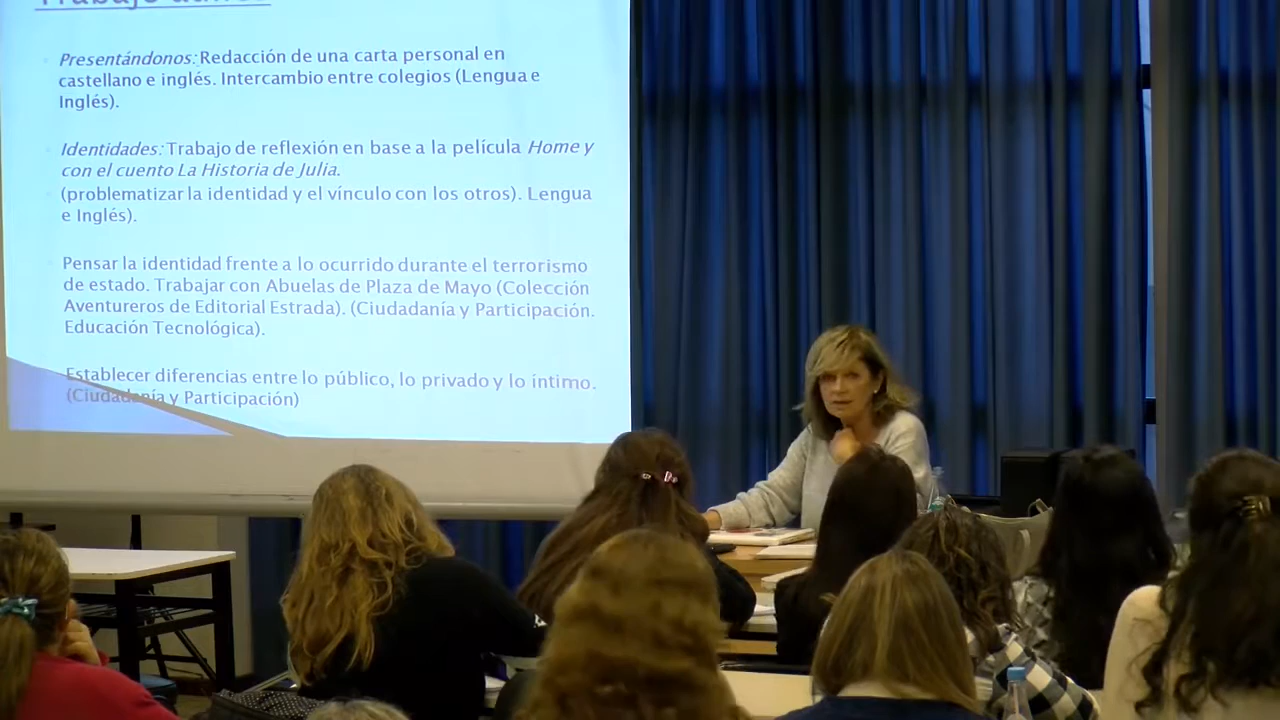 Presentándonos: Redacción de una carta personal en
castellano e inglés. Intercambio entre colegios (Lengua e
Inglés).
Identidades: Trabajo de reflexión en base a la película Home y
con el cuento La Historia de Julia.
(problematizar la identidad y el vínculo con los otros). Lengua
e Inglés).
Pensar la identidad frente a lo ocurrido durante el terrorismo
de estado. Trabajar con Abuelas de Plaza de Mayo (Colección
Aventureros de Editorial Estrada). (Ciudadanía y Participación.
Educación Tecnológica).
Establecer diferencias entre lo público, lo privado y lo íntimo.
(Ciudadanía y Participación)